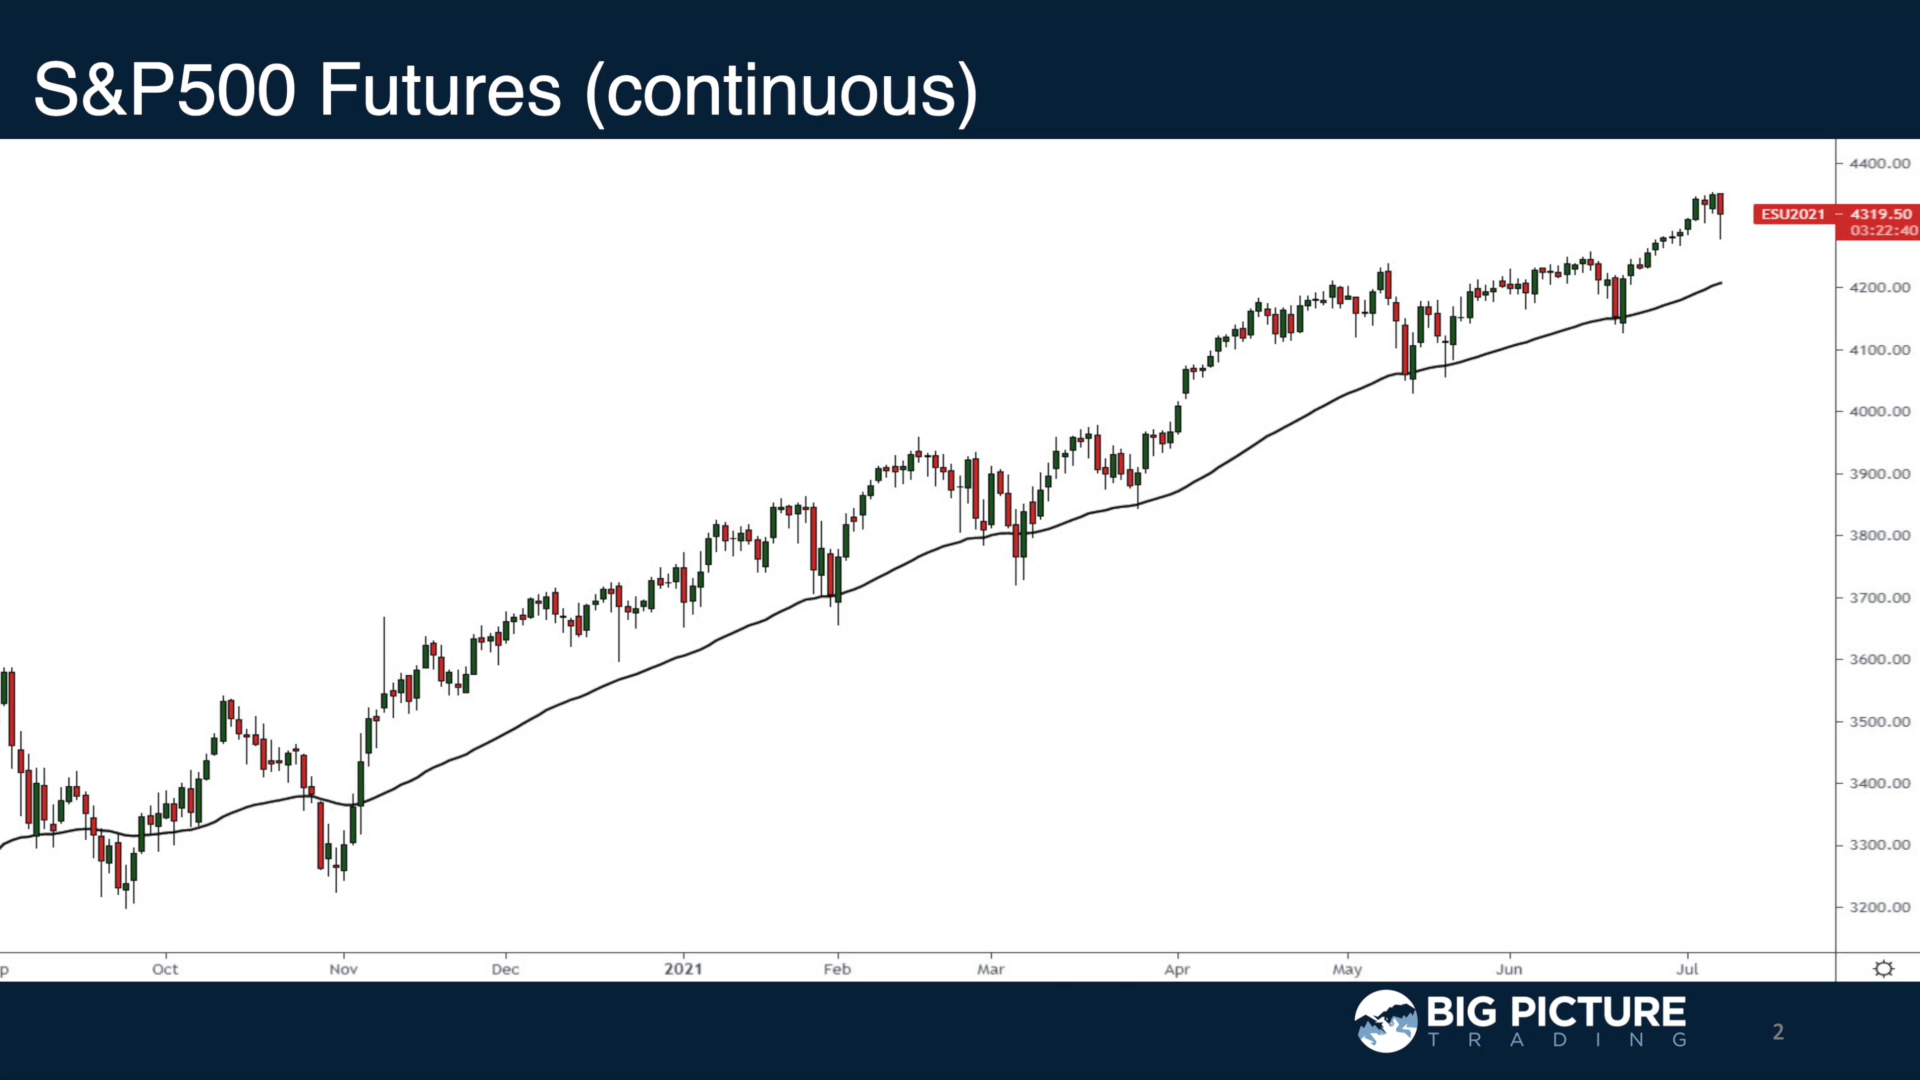 S&P500 Futures (continuous)
4400.00
ESU2021 4319.50
03:22:40
4200.00
4100.00
4000.00
3900.00
3800.00
3700.00
3600.00
3500.00
3400.00
3300.00
3200.00
p Oct Nov Dec 2021 Feb Mar Apr May Jun Jul
BIG PICTURE
TRADING
2